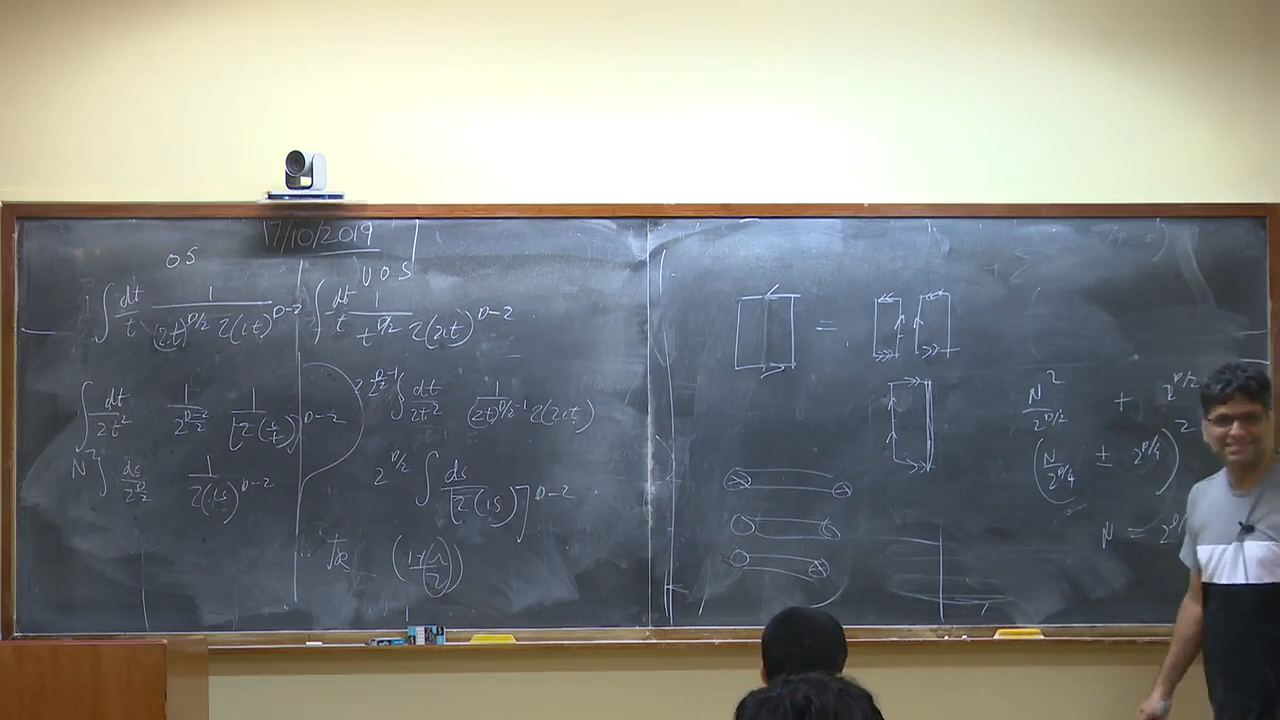 17/10/2019
OS
UOS
∫ dt/t 1/(2t)^{D/2} η(it)^{D-2}
∫ dt/t 1/t^{D/2} η(2it)^{D-2}
∫ dt/2t² 1/2^{D-2/2} 1/[η(i/t)]^{D-2}
2^{D/2-1} ∫ dt/2t² 1/(2t)^{D/2-1} η(2it)
N² ∫ ds/2^{D/2} 1/η(is)^{D-2}
2^{D/2} ∫ ds/[η(is)]^{D-2}
Tr (1+Ω/2)
=
N²/2^{D/2} + 2^{D/2}
2
(N/2^{D/4} ± 2^{D/4})
N = 2^{D/